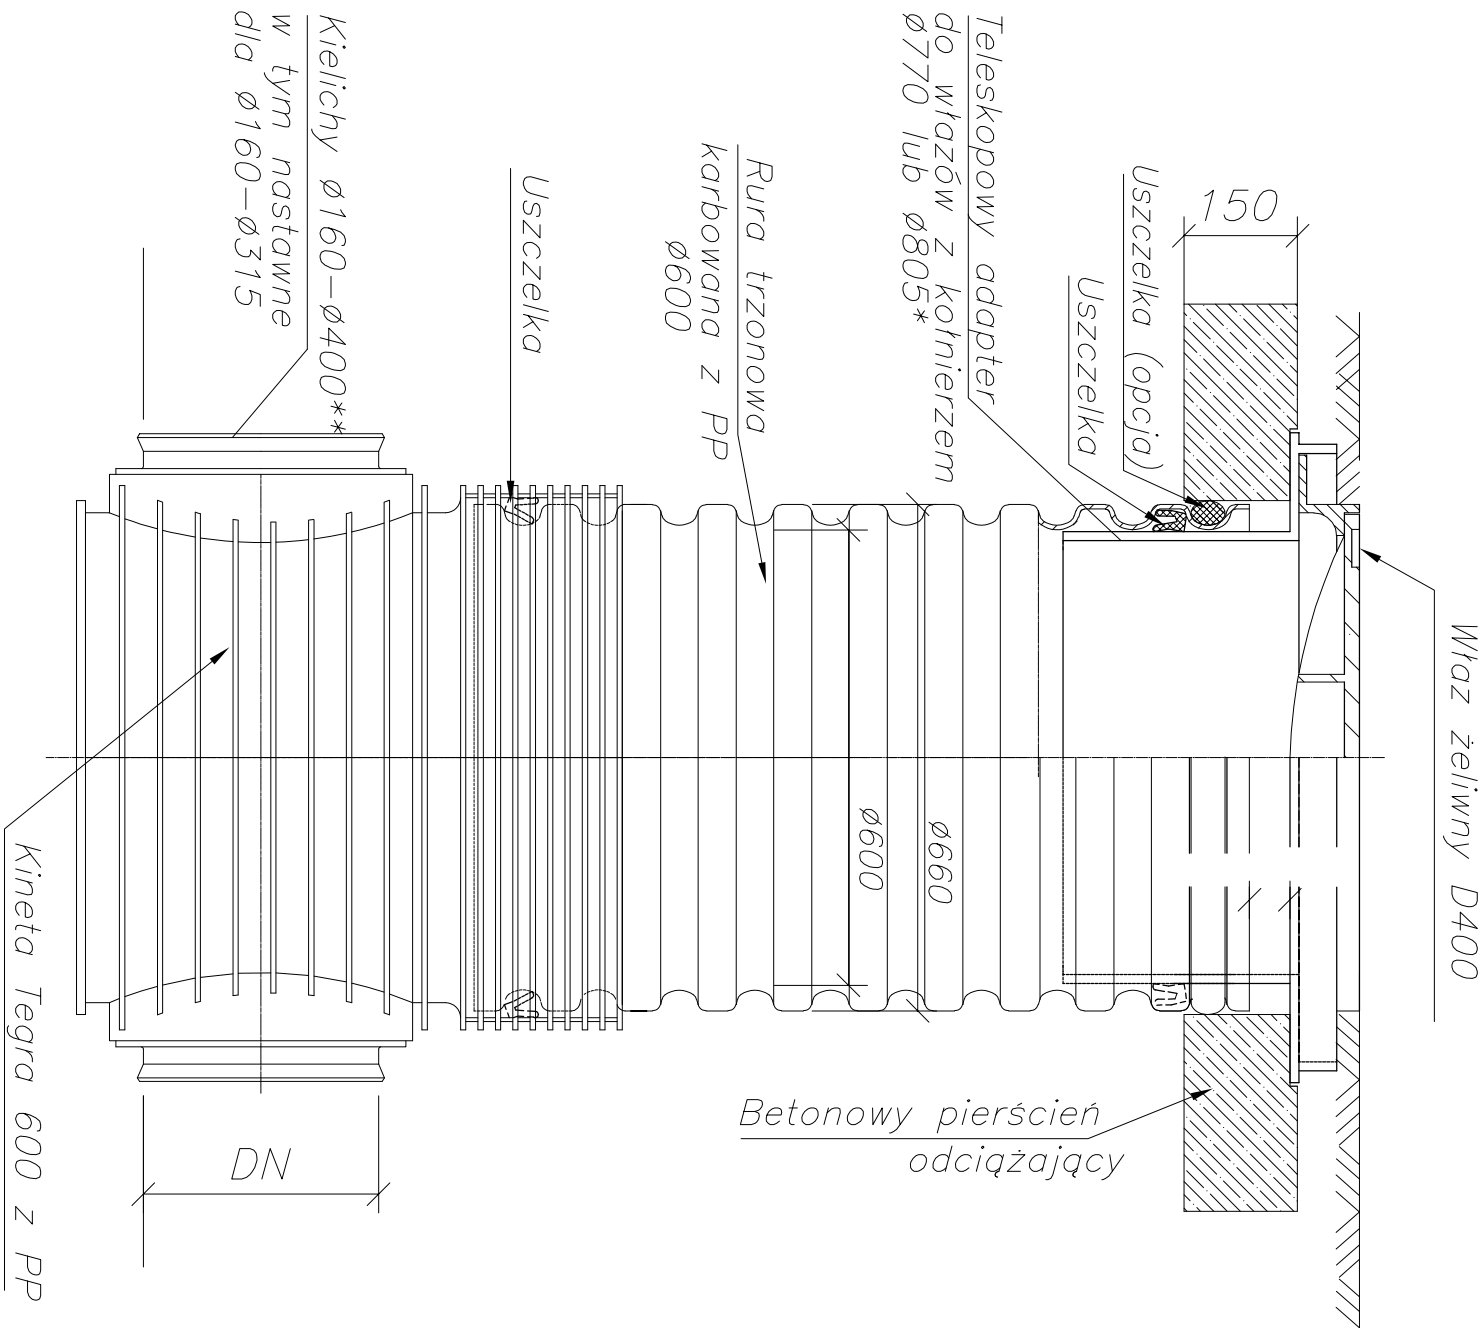 Właz żeliwny D400
150
Uszczelka (opcja)
Uszczelka
Teleskopowy adapter
do włazów z kołnierzem
ø770 lub ø805*
Rura trzonowa
karbowana z PP
ø600
Uszczelka
Kielichy ø160-ø400**
w tym nastawne
dla ø160-ø315
ø660
ø600
Betonowy pierścień
odciążający
DN
Kineta Tegra 600 z PP